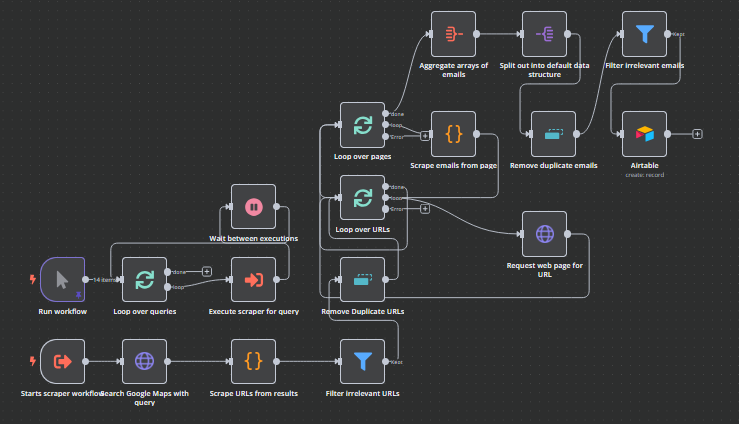 Aggregate arrays of
emails
Split out into default data
structure
Kept
Filter irrelevant emails
done
loop
Error
Loop over pages
Scrape emails from page
Remove duplicate emails
Airtable
create: record
done
loop
Error
Loop over URLs
Wait between executions
Request web page for
URL
14 items
done
loop
Run workflow
Loop over queries
Execute scraper for query
Remove Duplicate URLs
Kept
Starts scraper workflow
Search Google Maps with
query
Scrape URLs from results
Filter irrelevant URLs